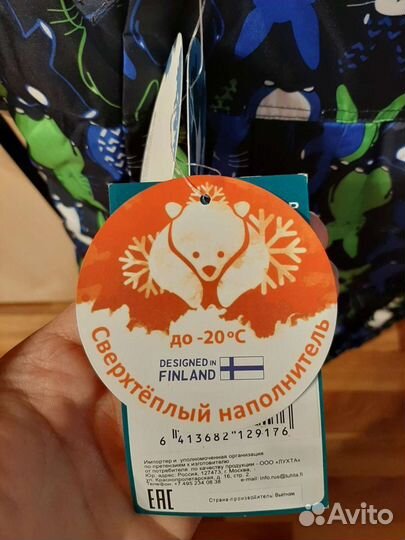 до -20°C
DESIGNED IN
FINLAND
Сверхтёплый наполнитель
6 413682 129176
Импортер и уполномоченная организация
по претензиям к изготовителю
от потребителя по качеству продукции - ООО «ЛУХТА»
Юр. адрес: Россия, 127473, г. Москва,
ул. Краснопролетарская, д. 16, стр. 2.
Телефон: +7 495 234 08 38
e-mail: info.rus@luhta.fi
EAC
Страна-производитель: Вьетнам
Avito